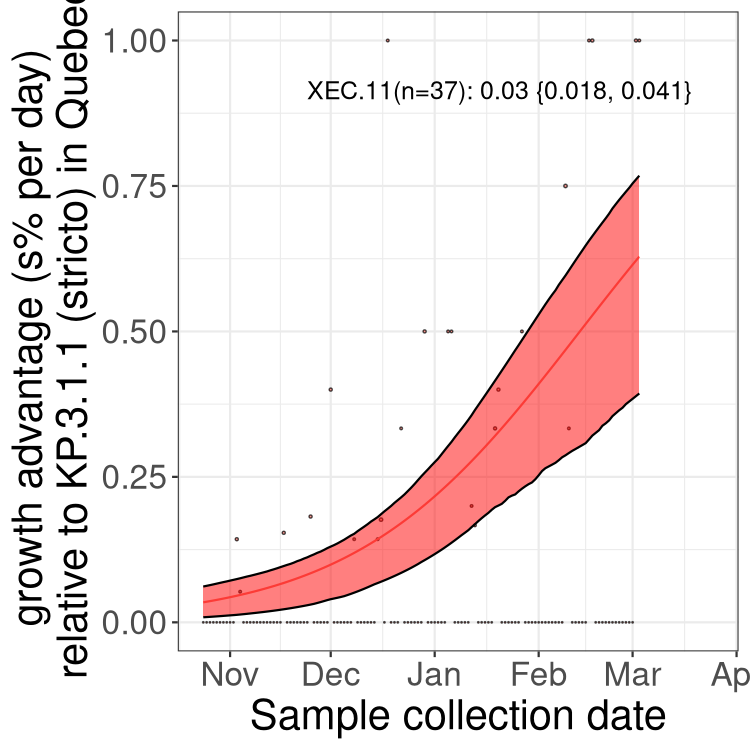 growth advantage (s% per day)
relative to KP.3.1.1 (stricto) in Quebec
1.00
0.75
0.50
0.25
0.00
XEC.11(n=37): 0.03 {0.018, 0.041}
Nov Dec Jan Feb Mar Ap
Sample collection date